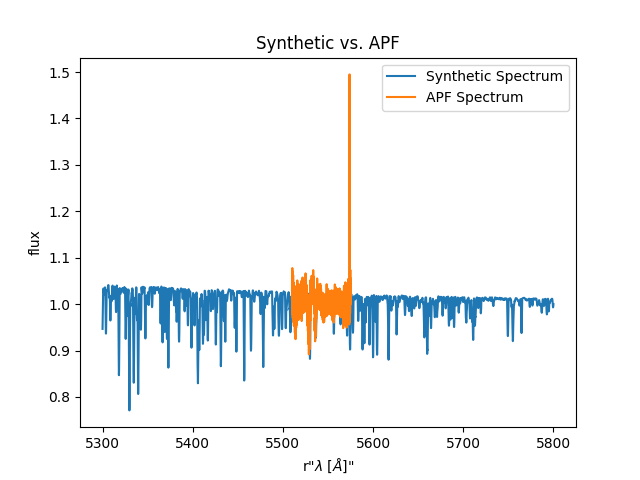 Synthetic vs. APF
Synthetic Spectrum
APF Spectrum
1.5
1.4
1.3
1.2
1.1
1.0
0.9
0.8
flux
5300 5400 5500 5600 5700 5800
r"λ [Å]"